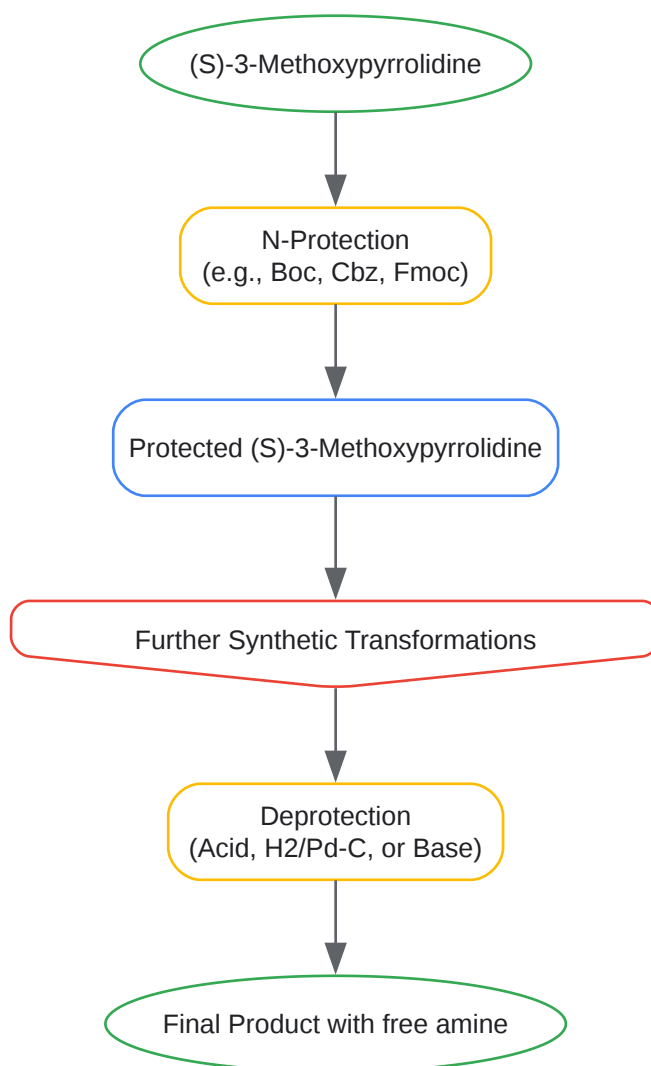 (S)-3-Methoxypyrrolidine
N-Protection
(e.g., Boc, Cbz, Fmoc)
Protected (S)-3-Methoxypyrrolidine
Further Synthetic Transformations
Deprotection
(Acid, H2/Pd-C, or Base)
Final Product with free amine